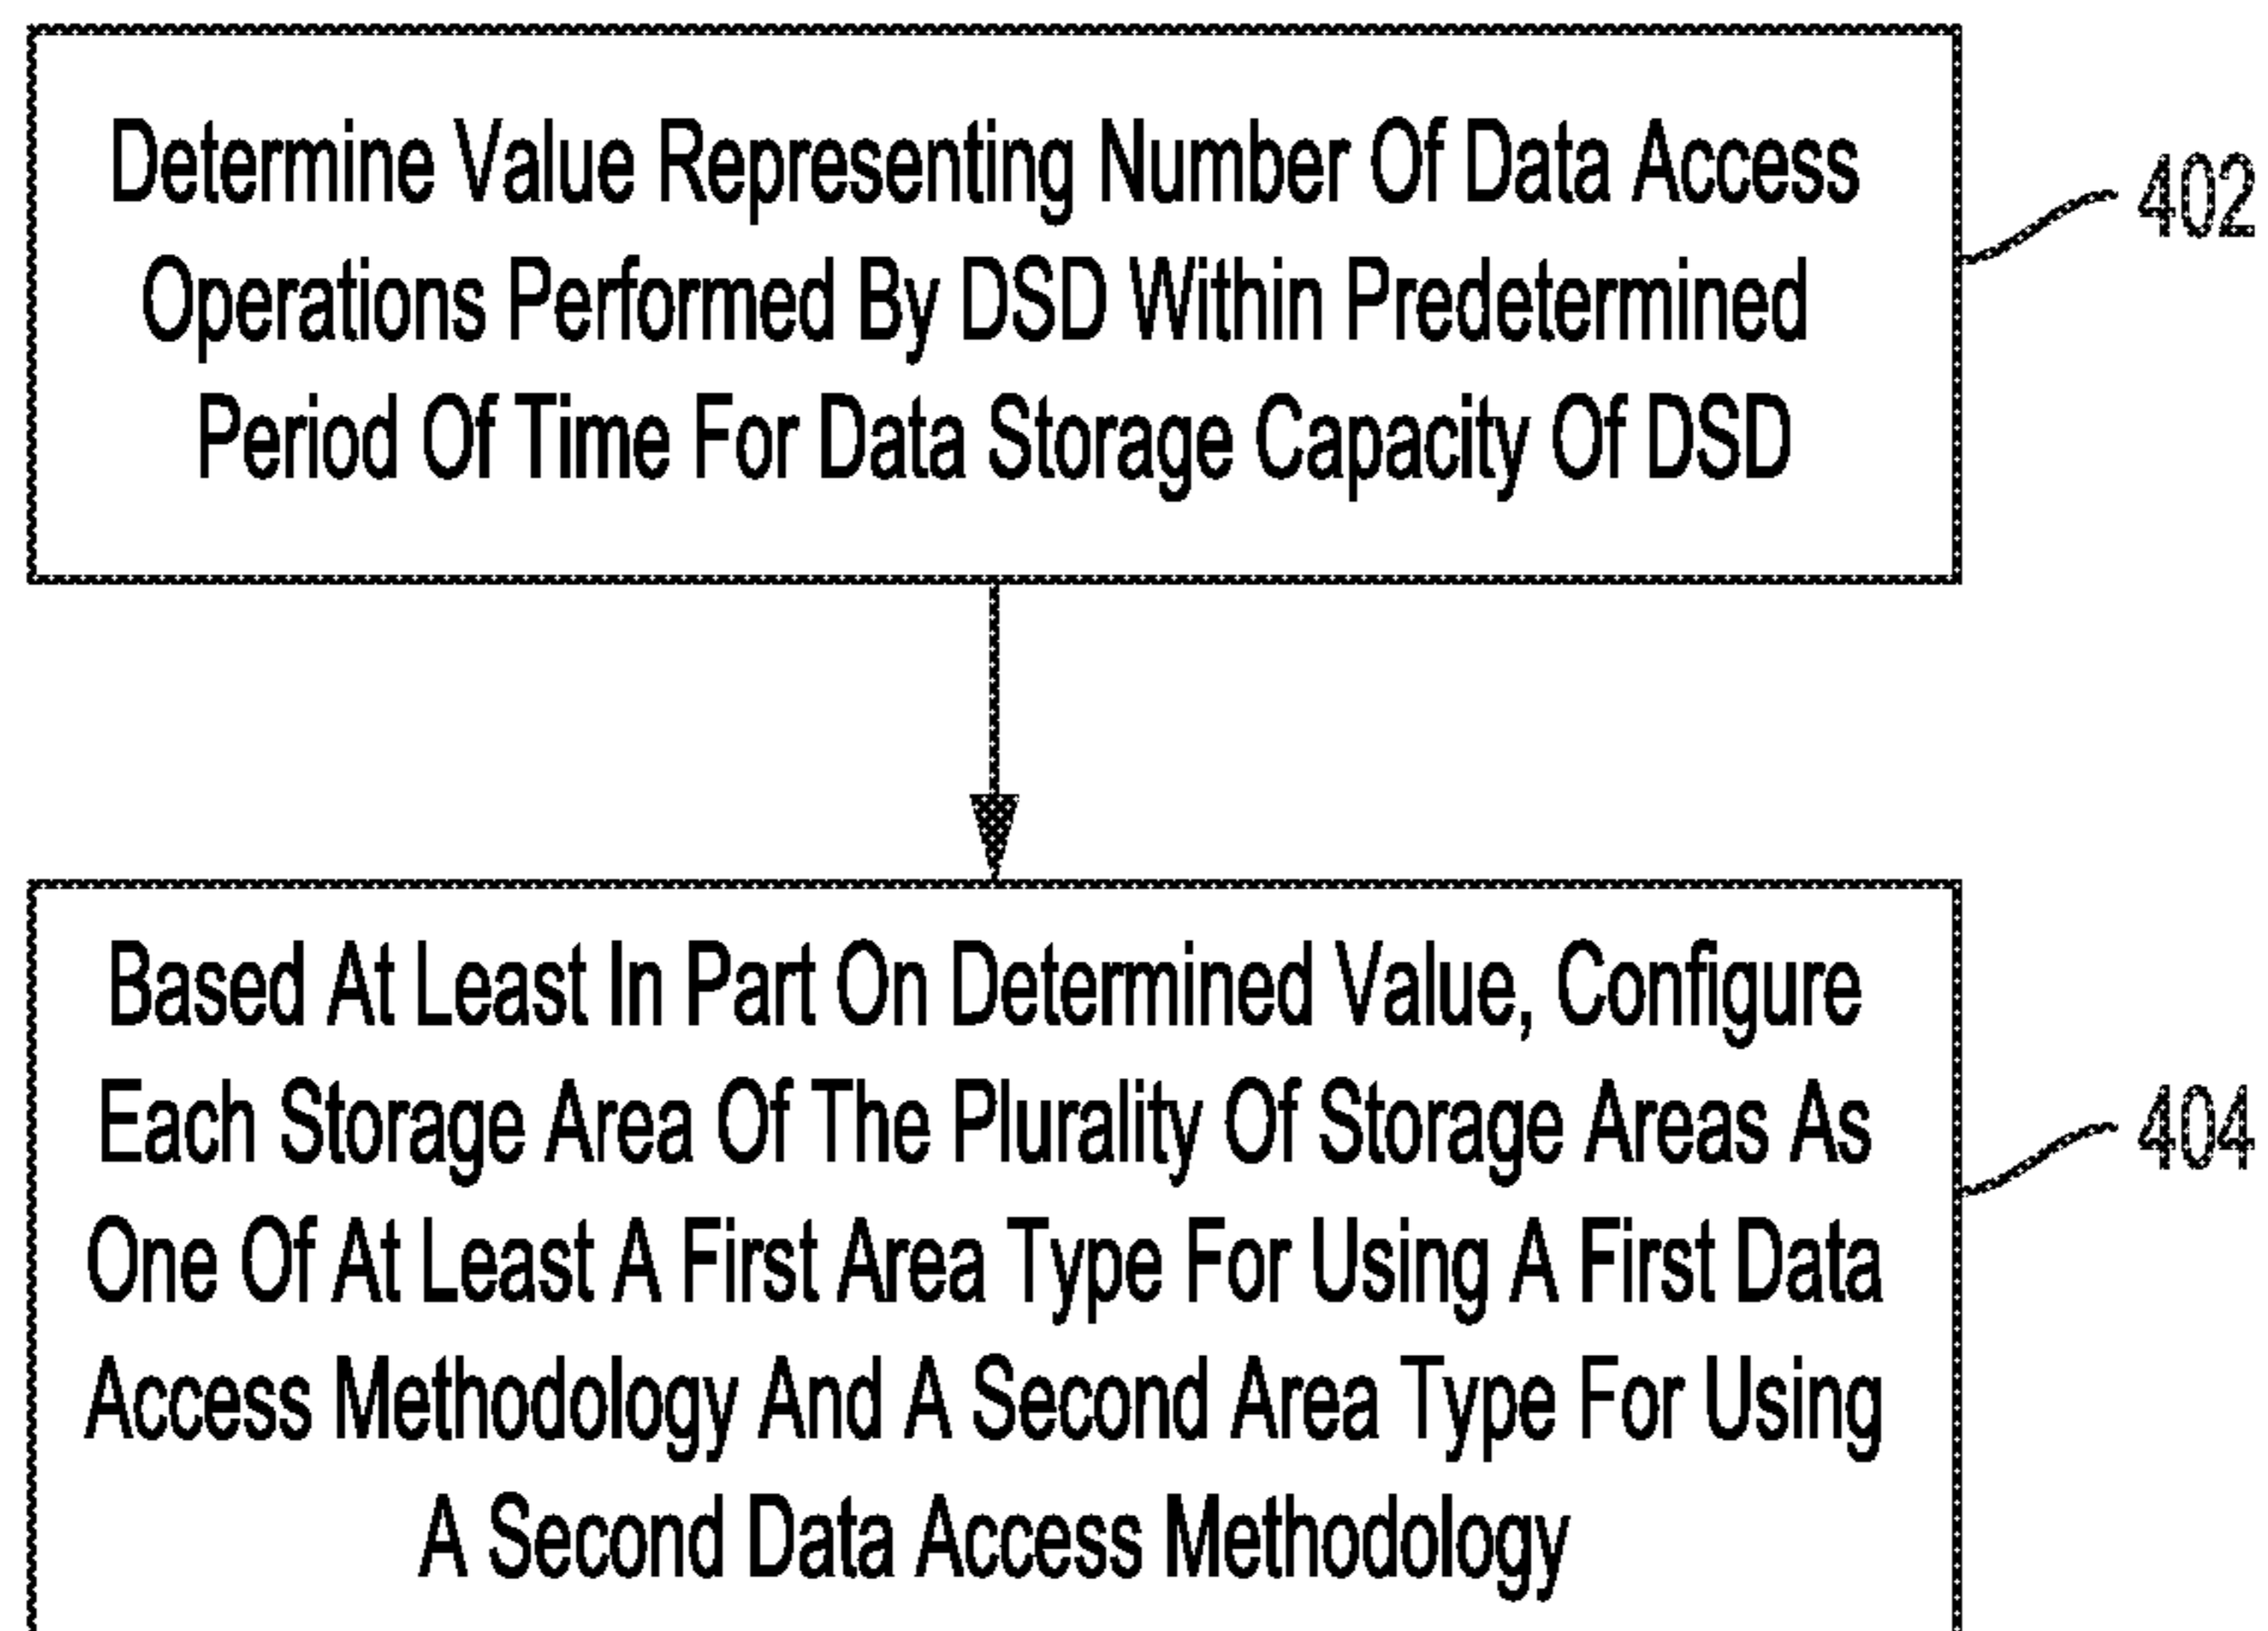 Determine Value Representing Number Of Data Access
Operations Performed By DSD Within Predetermined
Period Of Time For Data Storage Capacity Of DSD
402
Based At Least In Part On Determined Value, Configure
Each Storage Area Of The Plurality Of Storage Areas As
One Of At Least A First Area Type For Using A First Data
Access Methodology And A Second Area Type For Using
A Second Data Access Methodology
404